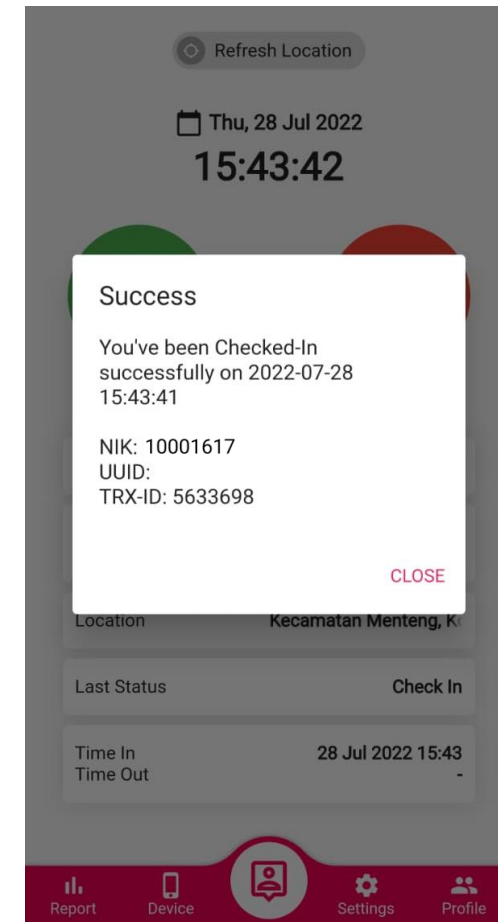 Refresh Location
Thu, 28 Jul 2022
15:43:42
Success
You've been Checked-In
successfully on 2022-07-28
15:43:41
NIK: 10001617
UUID:
TRX-ID: 5633698
CLOSE
Location Kecamatan Menteng,
Last Status Check In
Time In 28 Jul 2022 15:43
Time Out -
Report Device Settings Profile